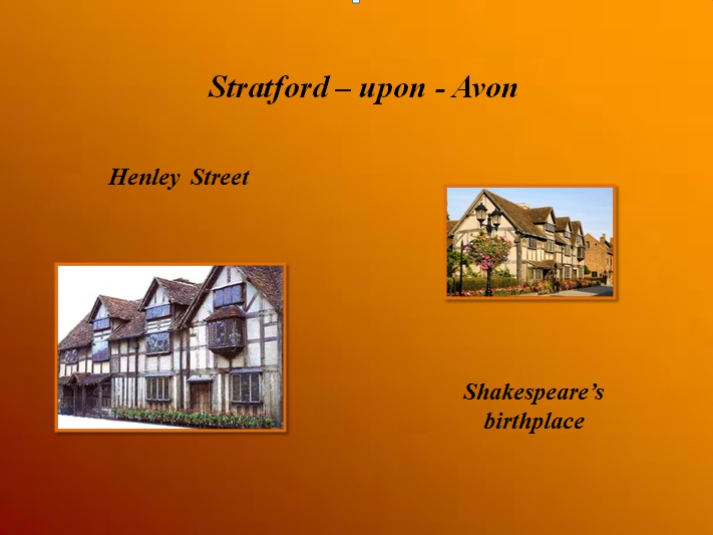 Stratford – upon - Avon
Henley Street
Shakespeare’s
birthplace